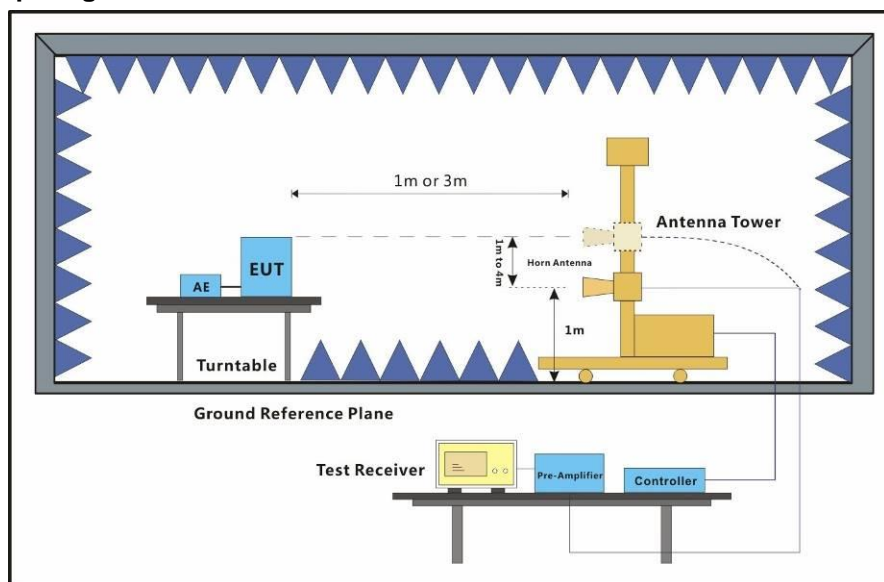 1m or 3m
Antenna Tower
EUT
1m to 4m
Horn Antenna
AE
1m
Turntable
Ground Reference Plane
Test Receiver
Pre-Amplifier
Controller